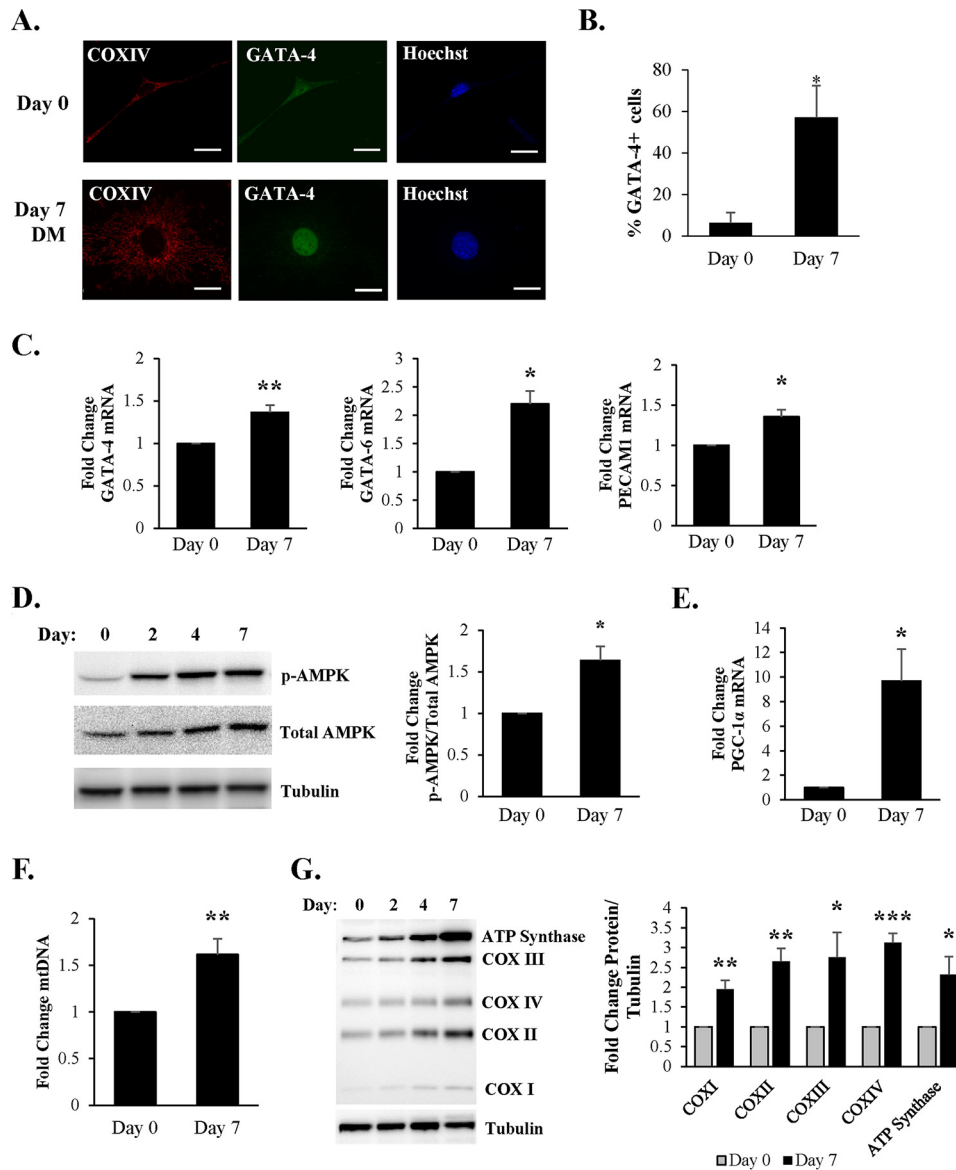 A.
COXIV GATA-4 Hoechst
Day 0
COXIV GATA-4 Hoechst
Day 7
DM
B.
% GATA-4+ cells
80
60
40
20
0
*
Day 0 Day 7
C.
Fold Change
GATA-4 mRNA
2
1.5
1
0.5
0
**
Day 0 Day 7
Fold Change
GATA-6 mRNA
3
2.5
2
1.5
1
0.5
0
*
Day 0 Day 7
Fold Change
PECAM1 mRNA
2
1.5
1
0.5
0
*
Day 0 Day 7
D.
Day: 0 2 4 7
p-AMPK
Total AMPK
Tubulin
Fold Change
p-AMPK/Total AMPK
2
1.5
1
0.5
0
*
Day 0 Day 7
E.
Fold Change
PGC-1α mRNA
14
12
10
8
6
4
2
0
*
Day 0 Day 7
F.
Fold Change mtDNA
2
1.5
1
0.5
0
**
Day 0 Day 7
G.
Day: 0 2 4 7
ATP Synthase
COX III
COX IV
COX II
COX I
Tubulin
Fold Change Protein/
Tubulin
4
3.5
3
2.5
2
1.5
1
0.5
0
** ** * *** *
COXI
COXII
COXIII
COXIV
ATP Synthase
Day 0 Day 7